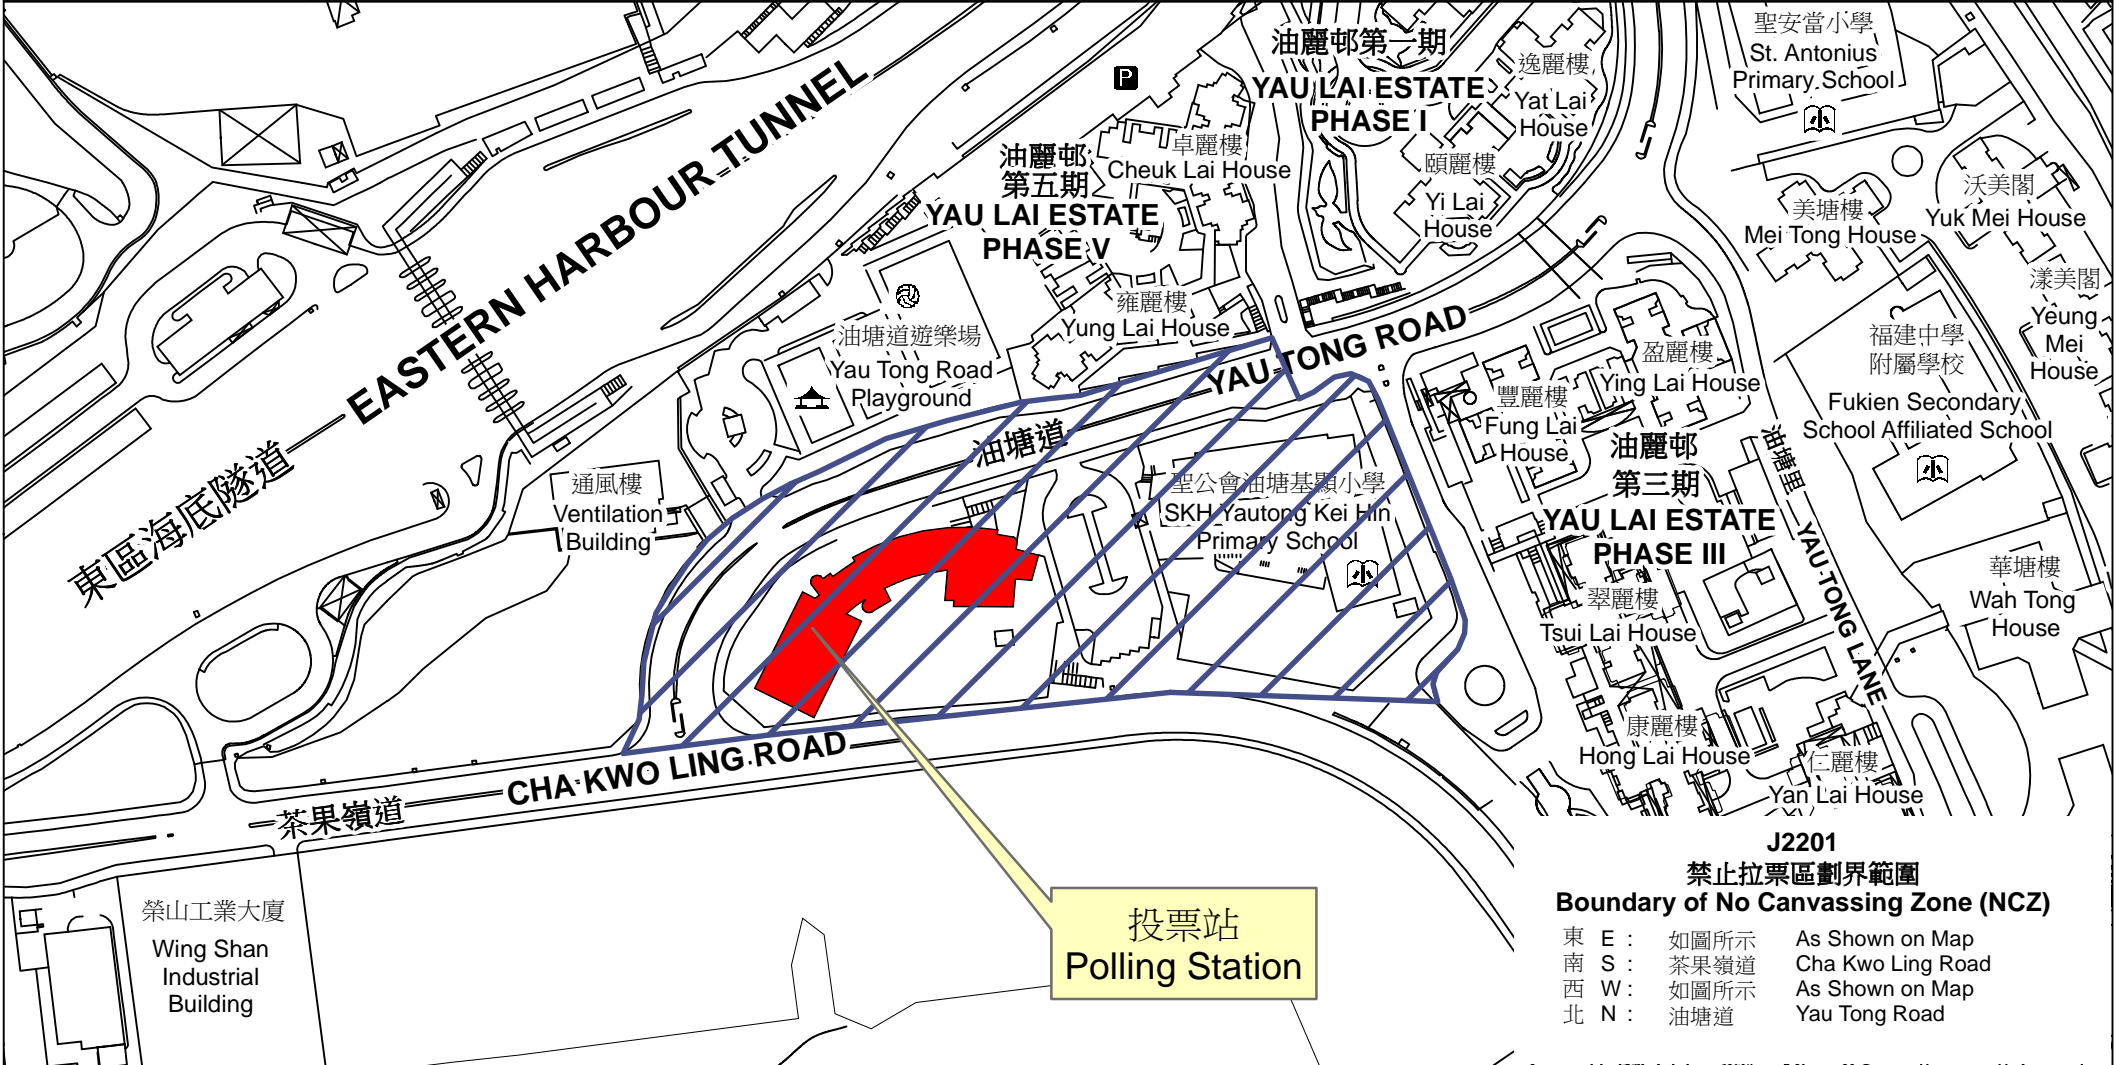 聖安當小學
St. Antonius
Primary School
油麗邨第一期
YAU LAI ESTATE
PHASE I
逸麗樓
Yat Lai
House
P
卓麗樓
Cheuk Lai House
油麗邨
第五期
YAU LAI ESTATE
PHASE V
頤麗樓
Yi Lai
House
美塘樓
Mei Tong House
沃美閣
Yuk Mei House
漾美閣
Yeung
Mei
House
EASTERN HARBOUR TUNNEL
東區海底隧道
雍麗樓
Yung Lai House
油塘道遊樂場
Yau Tong Road
Playground
YAU TONG ROAD
油塘道
盈麗樓
Ying Lai House
豐麗樓
Fung Lai
House
福建中學
附屬學校
Fukien Secondary
School Affiliated School
油麗邨
第三期
YAU LAI ESTATE
PHASE III
油塘里
YAU TONG LANE
通風樓
Ventilation
Building
聖公會油塘基顯小學
SKH Yautong Kei Hin
Primary School
小
小
小
翠麗樓
Tsui Lai House
華塘樓
Wah Tong
House
康麗樓
Hong Lai House
仁麗樓
Yan Lai House
茶果嶺道
CHA KWO LING ROAD
榮山工業大廈
Wing Shan
Industrial
Building
投票站
Polling Station
J2201
禁止拉票區劃界範圍
Boundary of No Canvassing Zone (NCZ)
東 E : 如圖所示 As Shown on Map
南 S : 茶果嶺道 Cha Kwo Ling Road
西 W : 如圖所示 As Shown on Map
北 N : 油塘道 Yau Tong Road